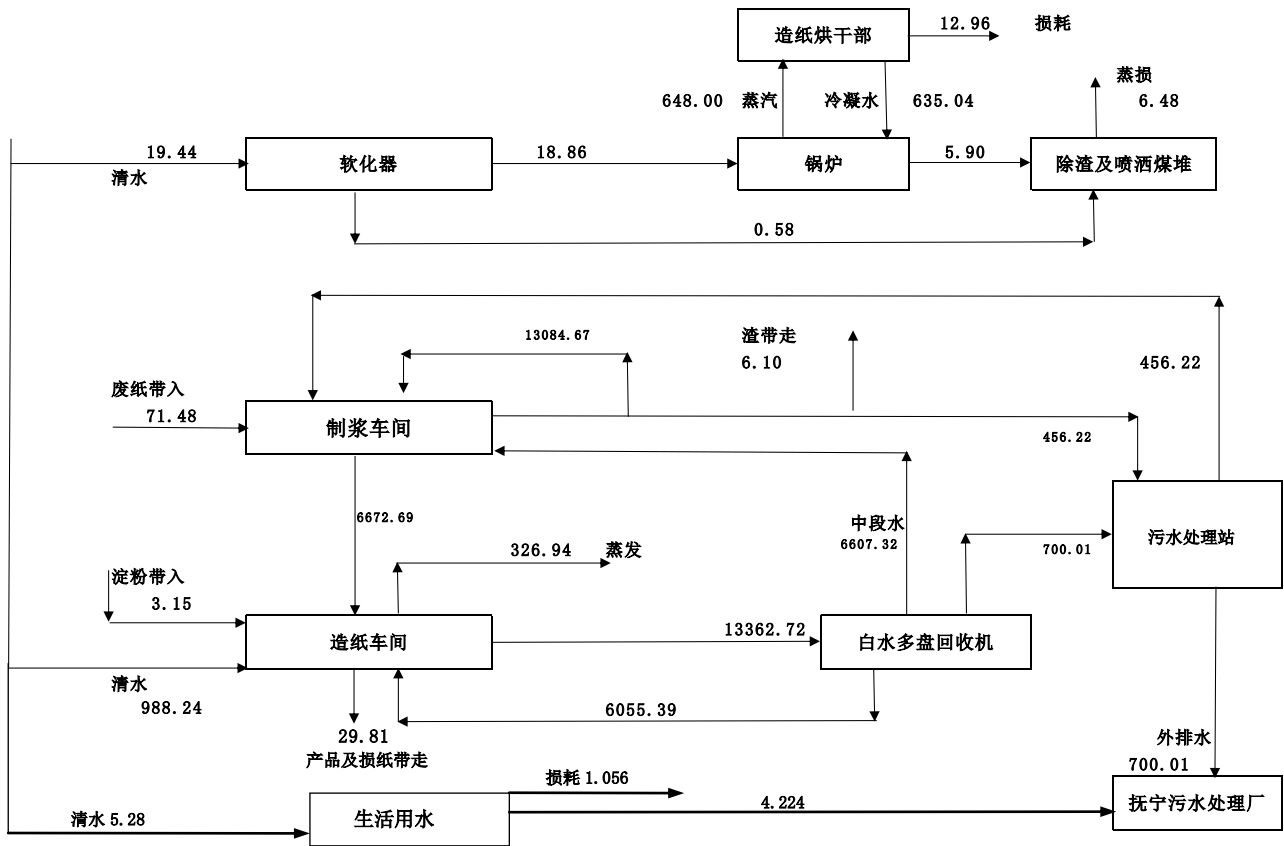 造纸烘干部
12.96
损耗
蒸损
6.48
648.00
蒸汽
冷凝水
635.04
19.44
清水
软化器
18.86
锅炉
5.90
除渣及喷洒煤堆
0.58
13084.67
渣带走
6.10
456.22
废纸带入
71.48
制浆车间
456.22
6672.69
中段水
6607.32
700.01
污水处理站
326.94
蒸发
淀粉带入
3.15
造纸车间
13362.72
白水多盘回收机
清水
988.24
6055.39
29.81
产品及损纸带走
外排水
700.01
损耗 1.056
清水 5.28
生活用水
4.224
抚宁污水处理厂